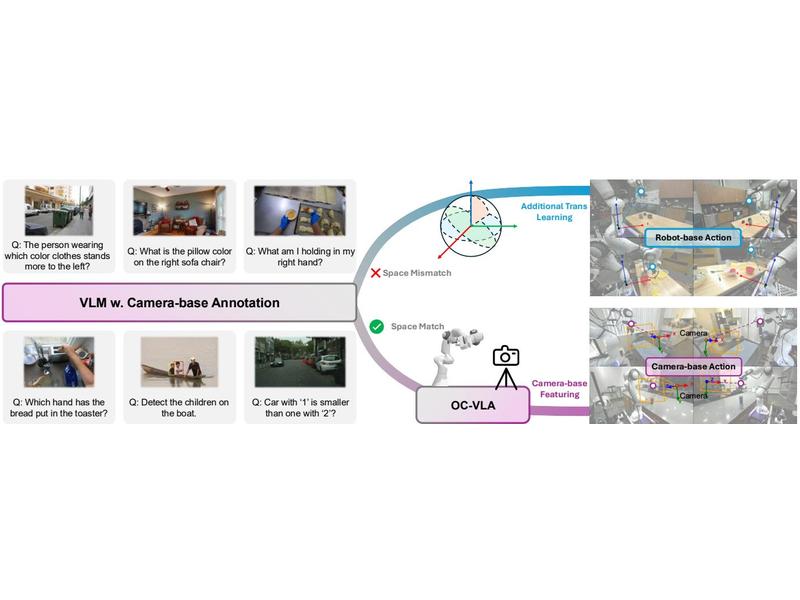 Q: The person wearing
which color clothes stands
more to the left?
Q: What is the pillow color
on the right sofa chair?
Q: What am I holding in my
right hand?
VLM w. Camera-base Annotation
Q: Which hand has the
bread put in the toaster?
Q: Detect the children on
the boat.
Q: Car with ‘1’ is smaller
than one with ‘2’?
Additional Trans
Learning
Space Mismatch
Space Match
OC-VLA
Camera-base
Featuring
Robot-base Action
Camera
Camera-base Action
Camera